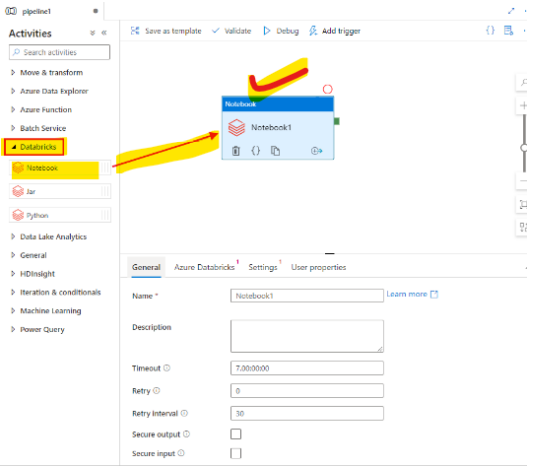 pipeline1
Activities
Search activities
Move & transform
Azure Data Explorer
Azure Function
Batch Service
Databricks
Notebook
Jar
Python
Data Lake Analytics
General
HDInsight
Iteration & conditionals
Machine Learning
Power Query
Save as template Validate Debug Add trigger
Notebook
Notebook1
General Azure Databricks 1 Settings 1 User properties
Name * Notebook1 Learn more
Description
Timeout 7.00:00:00
Retry 0
Retry interval 30
Secure output
Secure input